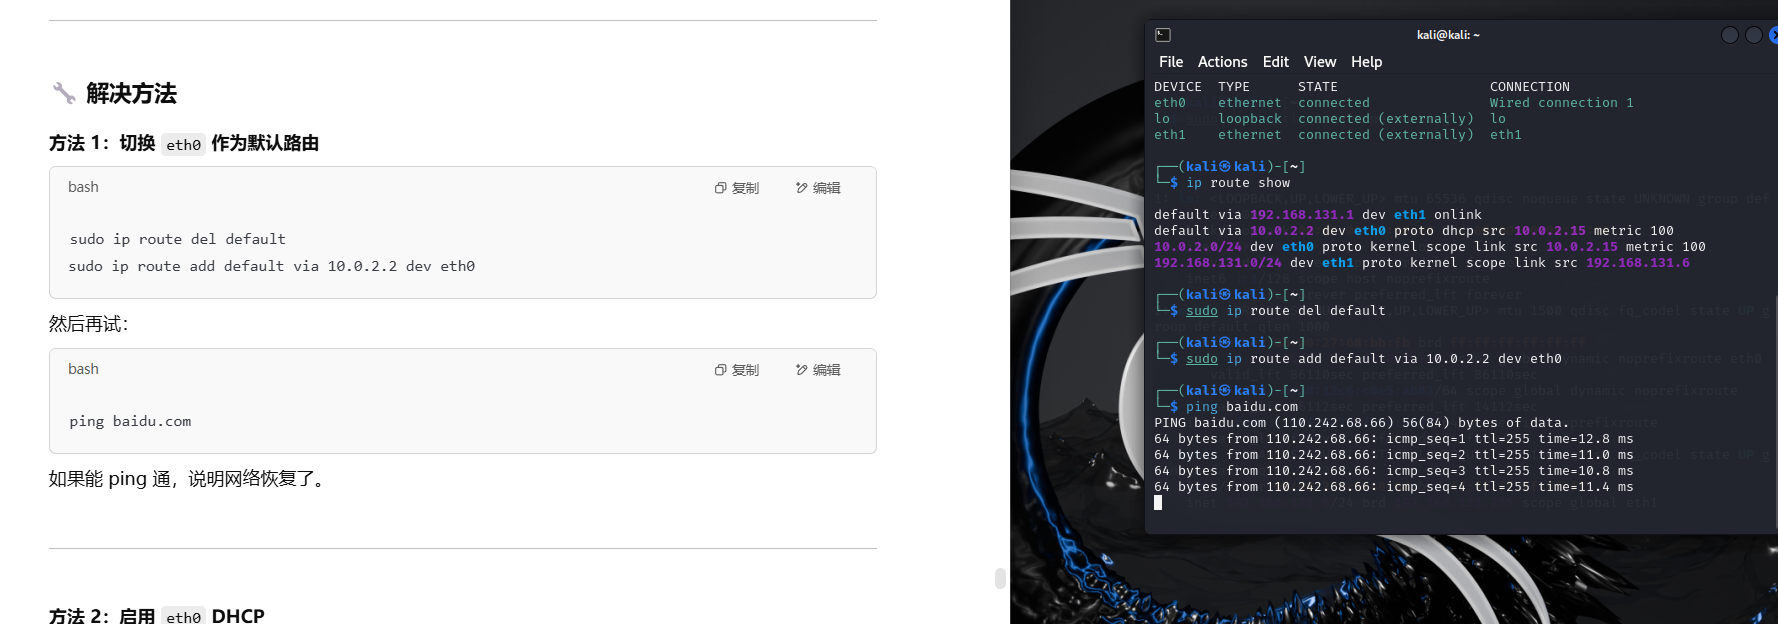 解决方法
方法 1：切换 eth0 作为默认路由
bash
复制
编辑
sudo ip route del default
sudo ip route add default via 10.0.2.2 dev eth0
然后再试：
bash
复制
编辑
ping baidu.com
如果能 ping 通，说明网络恢复了。
方法 2：启用 eth0 DHCP
kali@kali: ~
File Actions Edit View Help
DEVICE TYPE STATE CONNECTION
eth0 ethernet connected Wired connection 1
lo loopback connected (externally) lo
eth1 ethernet connected (externally) eth1
┌──(kali㉿kali)-[~]
└─$ ip route show
default via 192.168.131.1 dev eth1 onlink
default via 10.0.2.2 dev eth0 proto dhcp src 10.0.2.15 metric 100
10.0.2.0/24 dev eth0 proto kernel scope link src 10.0.2.15 metric 100
192.168.131.0/24 dev eth1 proto kernel scope link src 192.168.131.6
┌──(kali㉿kali)-[~]
└─$ sudo ip route del default
┌──(kali㉿kali)-[~]
└─$ sudo ip route add default via 10.0.2.2 dev eth0
┌──(kali㉿kali)-[~]
└─$ ping baidu.com
PING baidu.com (110.242.68.66) 56(84) bytes of data.
64 bytes from 110.242.68.66: icmp_seq=1 ttl=255 time=12.8 ms
64 bytes from 110.242.68.66: icmp_seq=2 ttl=255 time=11.0 ms
64 bytes from 110.242.68.66: icmp_seq=3 ttl=255 time=10.8 ms
64 bytes from 110.242.68.66: icmp_seq=4 ttl=255 time=11.4 ms